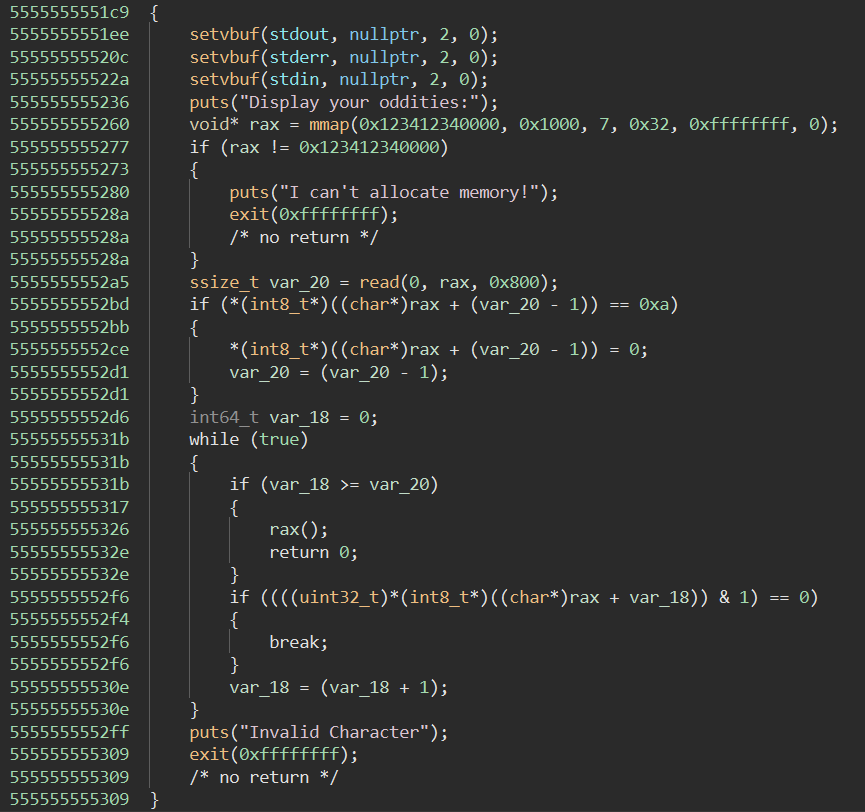 5555555551c9 {
5555555551ee setvbuf(stdout, nullptr, 2, 0);
55555555520c setvbuf(stderr, nullptr, 2, 0);
55555555522a setvbuf(stdin, nullptr, 2, 0);
555555555236 puts("Display your oddities:");
555555555260 void* rax = mmap(0x123412340000, 0x1000, 7, 0x32, 0xffffffff, 0);
555555555277 if (rax != 0x123412340000)
555555555273 {
555555555280 puts("I can't allocate memory!");
55555555528a exit(0xffffffff);
55555555528a /* no return */
55555555528a }
5555555552a5 ssize_t var_20 = read(0, rax, 0x800);
5555555552bd if (*(int8_t*)((char*)rax + (var_20 - 1)) == 0xa)
5555555552bb {
5555555552ce *(int8_t*)((char*)rax + (var_20 - 1)) = 0;
5555555552d1 var_20 = (var_20 - 1);
5555555552d1 }
5555555552d6 int64_t var_18 = 0;
55555555531b while (true)
55555555531b {
55555555531b if (var_18 >= var_20)
555555555317 {
555555555326 rax();
55555555532e return 0;
55555555532e }
5555555552f6 if ((((uint32_t)*(int8_t*)((char*)rax + var_18)) & 1) == 0)
5555555552f4 {
5555555552f6 break;
5555555552f6 }
55555555530e var_18 = (var_18 + 1);
55555555530e }
5555555552ff puts("Invalid Character");
555555555309 exit(0xffffffff);
555555555309 /* no return */
555555555309 }